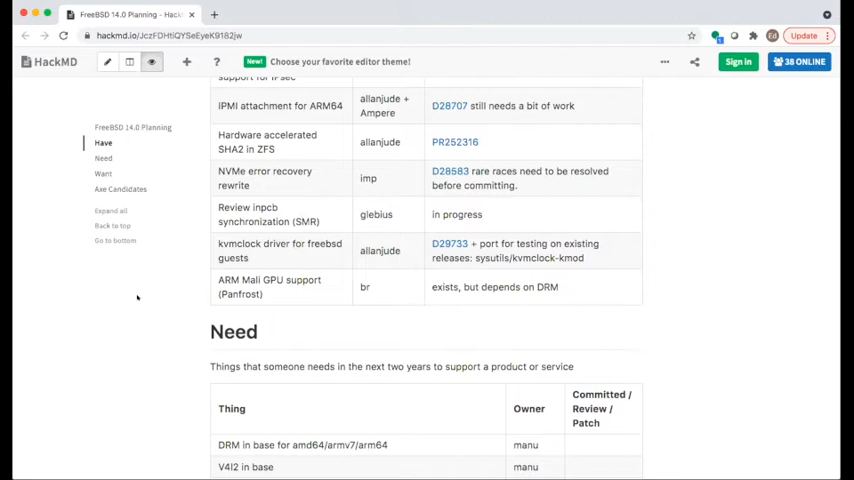 FreeBSD 14.0 Planning - Hack
hackmd.io/JczFDHtiQYSeEyeK9182jw
Ed
Update
HackMD
New! Choose your favorite editor theme!
Sign in
38 ONLINE
support for IPsec
FreeBSD 14.0 Planning
Have
Need
Want
Axe Candidates
Expand all
Back to top
Go to bottom
IPMI attachment for ARM64
allanjude +
Ampere
D28707 still needs a bit of work
Hardware accelerated
SHA2 in ZFS
allanjude
PR252316
NVMe error recovery
rewrite
imp
D28583 rare races need to be resolved
before committing.
Review inpcb
synchronization (SMR)
glebius
in progress
kvmclock driver for freebsd
guests
allanjude
D29733 + port for testing on existing
releases: sysutils/kvmclock-kmod
ARM Mali GPU support
(Panfrost)
br
exists, but depends on DRM
Need
Things that someone needs in the next two years to support a product or service
Thing
Owner
Committed /
Review /
Patch
DRM in base for amd64/armv7/arm64
manu
V4l2 in base
manu